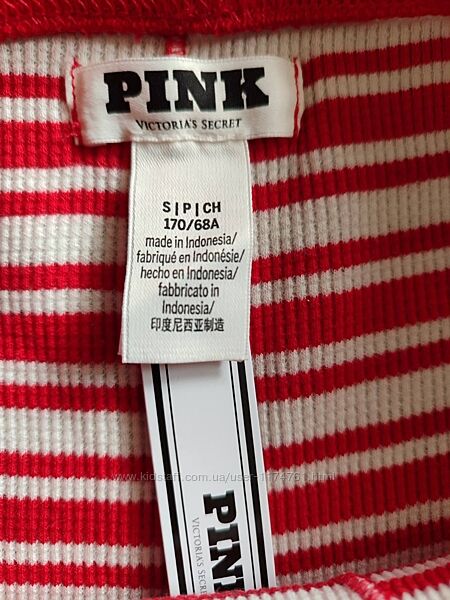 PINK
VICTORIA'S SECRET
S | P | CH
170/68A
made in Indonesia/
fabriqué en Indonésie/
hecho en Indonesia/
fabbricato in
Indonesia/
印度尼西亚制造
PINK
VICTORIA'S SECRE